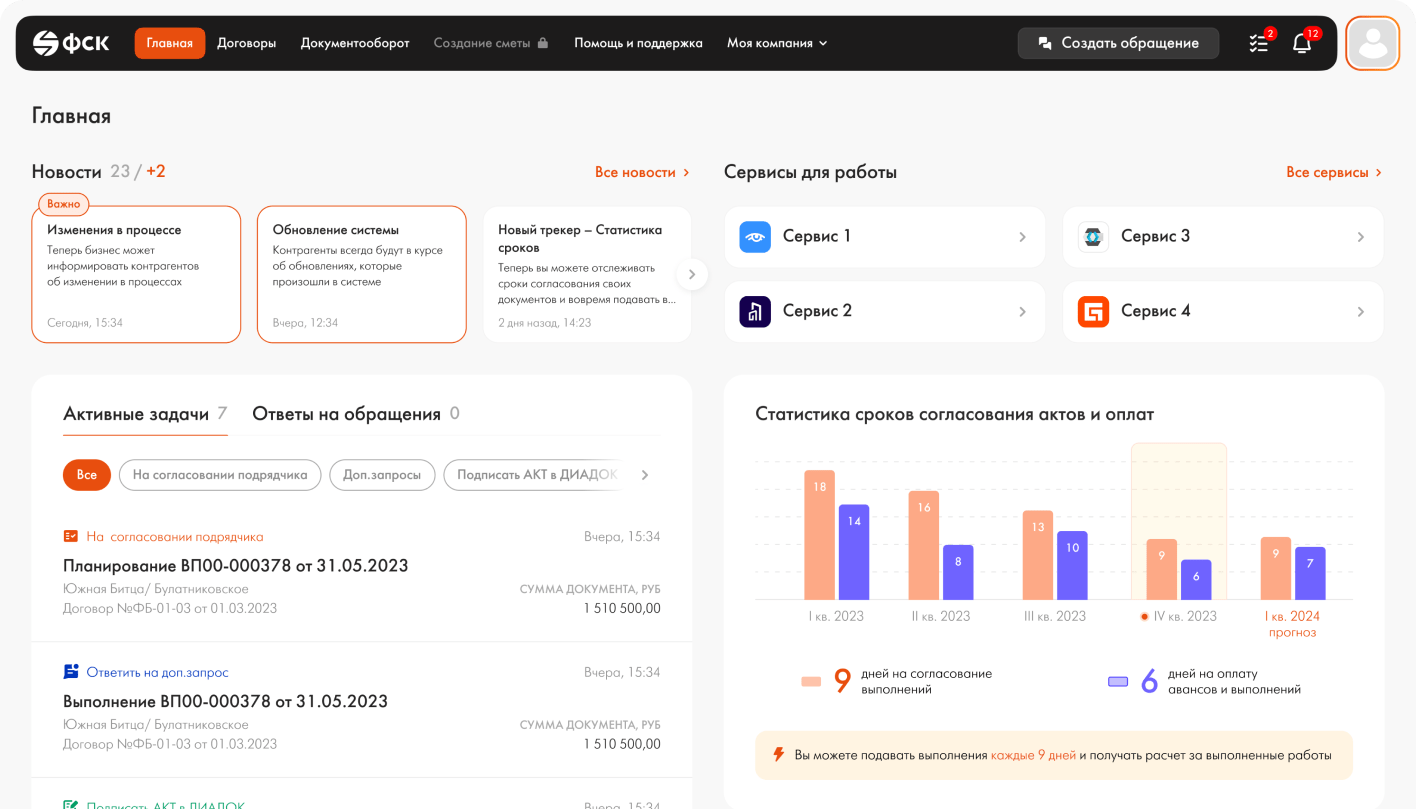 ФСК
Главная
Договоры
Документооборот
Создание сметы
Помощь и поддержка
Моя компания
Создать обращение
2
12
Главная
Новости 23 / +2
Все новости
Важно
Изменения в процессе
Теперь бизнес может
информировать контрагентов
об изменении в процессах
Сегодня, 15:34
Обновление системы
Контрагенты всегда будут в курсе
об обновлениях, которые
произошли в системе
Вчера, 12:34
Новый трекер – Статистика
сроков
Теперь вы можете отслеживать
сроки согласования своих
документов и вовремя подавать в...
2 дня назад, 14:23
Сервисы для работы
Все сервисы
Сервис 1
Сервис 3
Сервис 2
Сервис 4
Активные задачи 7
Ответы на обращения 0
Все
На согласовании подрядчика
Доп.запросы
Подписать АКТ в ДИАДОК
На согласовании подрядчика
Вчера, 15:34
Планирование ВП00-000378 от 31.05.2023
Южная Битца/ Булатниковское
СУММА ДОКУМЕНТА, РУБ
Договор №ФБ-01-03 от 01.03.2023
1 510 500,00
Ответить на доп.запрос
Вчера, 15:34
Выполнение ВП00-000378 от 31.05.2023
Южная Битца/ Булатниковское
СУММА ДОКУМЕНТА, РУБ
Договор №ФБ-01-03 от 01.03.2023
1 510 500,00
Подписать АКТ в ДИАДОК
Вчера, 15:34
Статистика сроков согласования актов и оплат
18
14
16
8
13
10
9
6
9
7
I кв. 2023
II кв. 2023
III кв. 2023
IV кв. 2023
I кв. 2024
прогноз
9
дней на согласование
выполнений
6
дней на оплату
авансов и выполнений
Вы можете подавать выполнения каждые 9 дней и получать расчет за выполненные работы